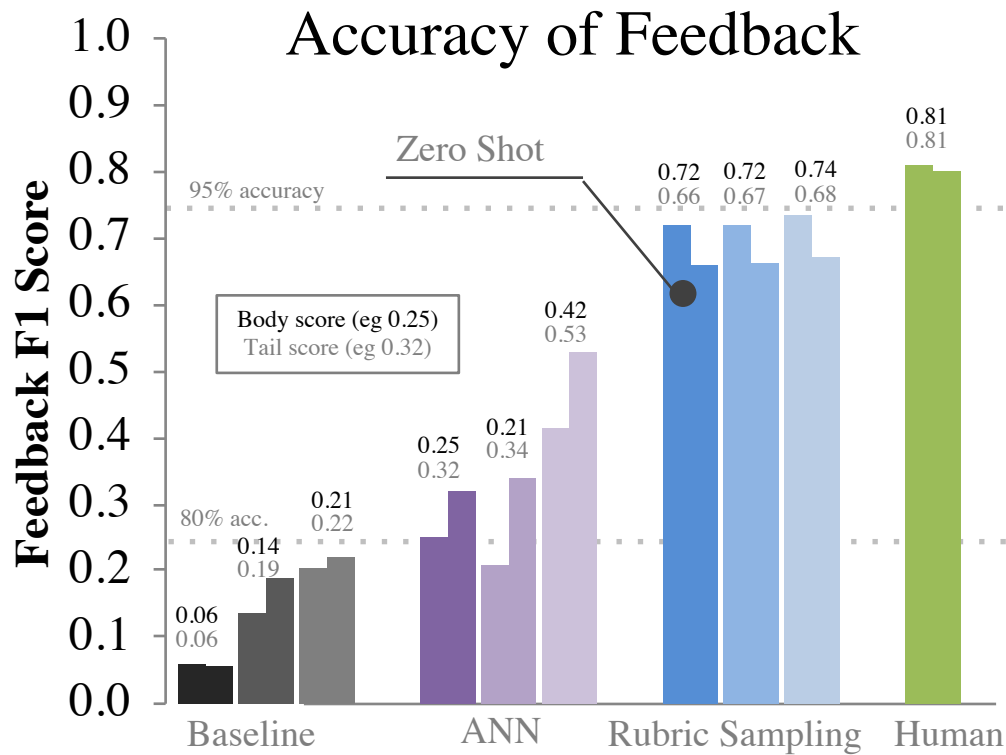 Accuracy of Feedback
Feedback F1 Score
1.0
0.9
0.8
0.7
0.6
0.5
0.4
0.3
0.2
0.1
0.0
95% accuracy
80% acc.
Zero Shot
Body score (eg 0.25)
Tail score (eg 0.32)
0.06
0.06
0.14
0.19
0.21
0.22
0.25
0.32
0.21
0.34
0.42
0.53
0.72
0.66
0.72
0.67
0.74
0.68
0.81
0.81
Baseline
ANN
Rubric Sampling
Human